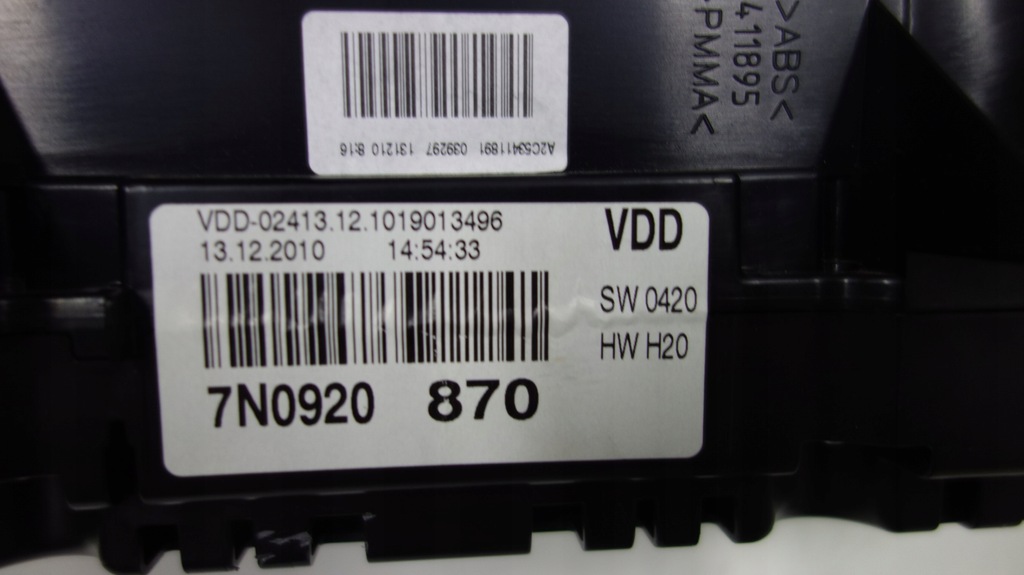 A2C53411891 039297 131210 8:16
>ABS<
411895
>PMMA<
VDD-02413.12.1019013496
13.12.2010 14:54:33
VDD
SW 0420
HW H20
7N0920 870